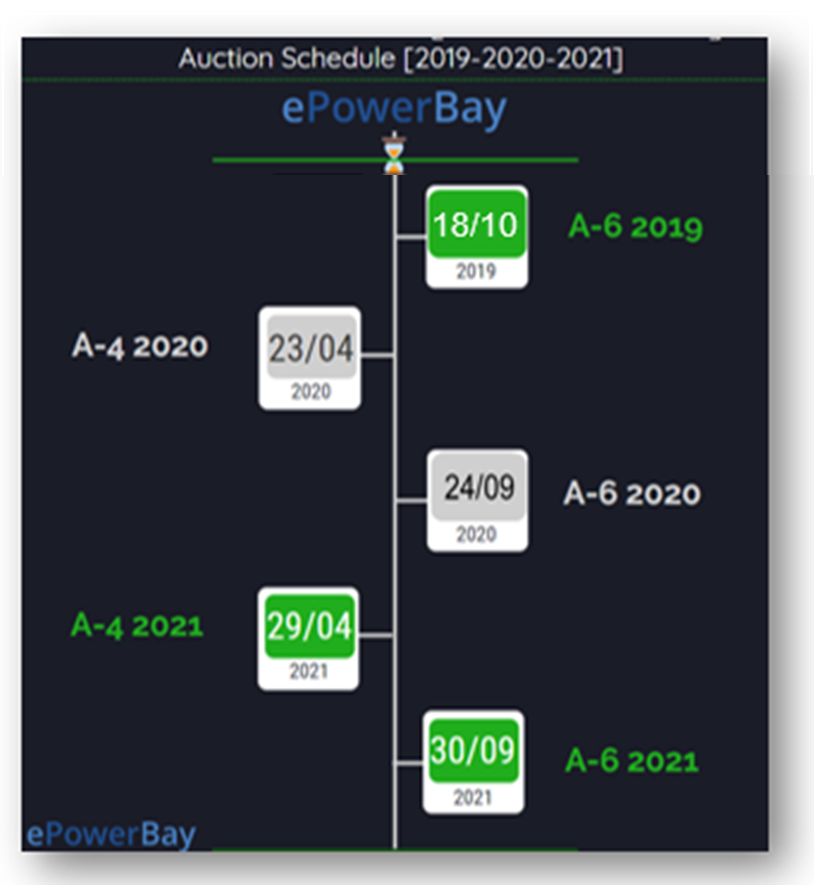 Auction Schedule [2019-2020-2021]
ePowerBay
18/10
2019
A-6 2019
A-4 2020
23/04
2020
24/09
2020
A-6 2020
A-4 2021
29/04
2021
30/09
2021
A-6 2021
ePowerBay